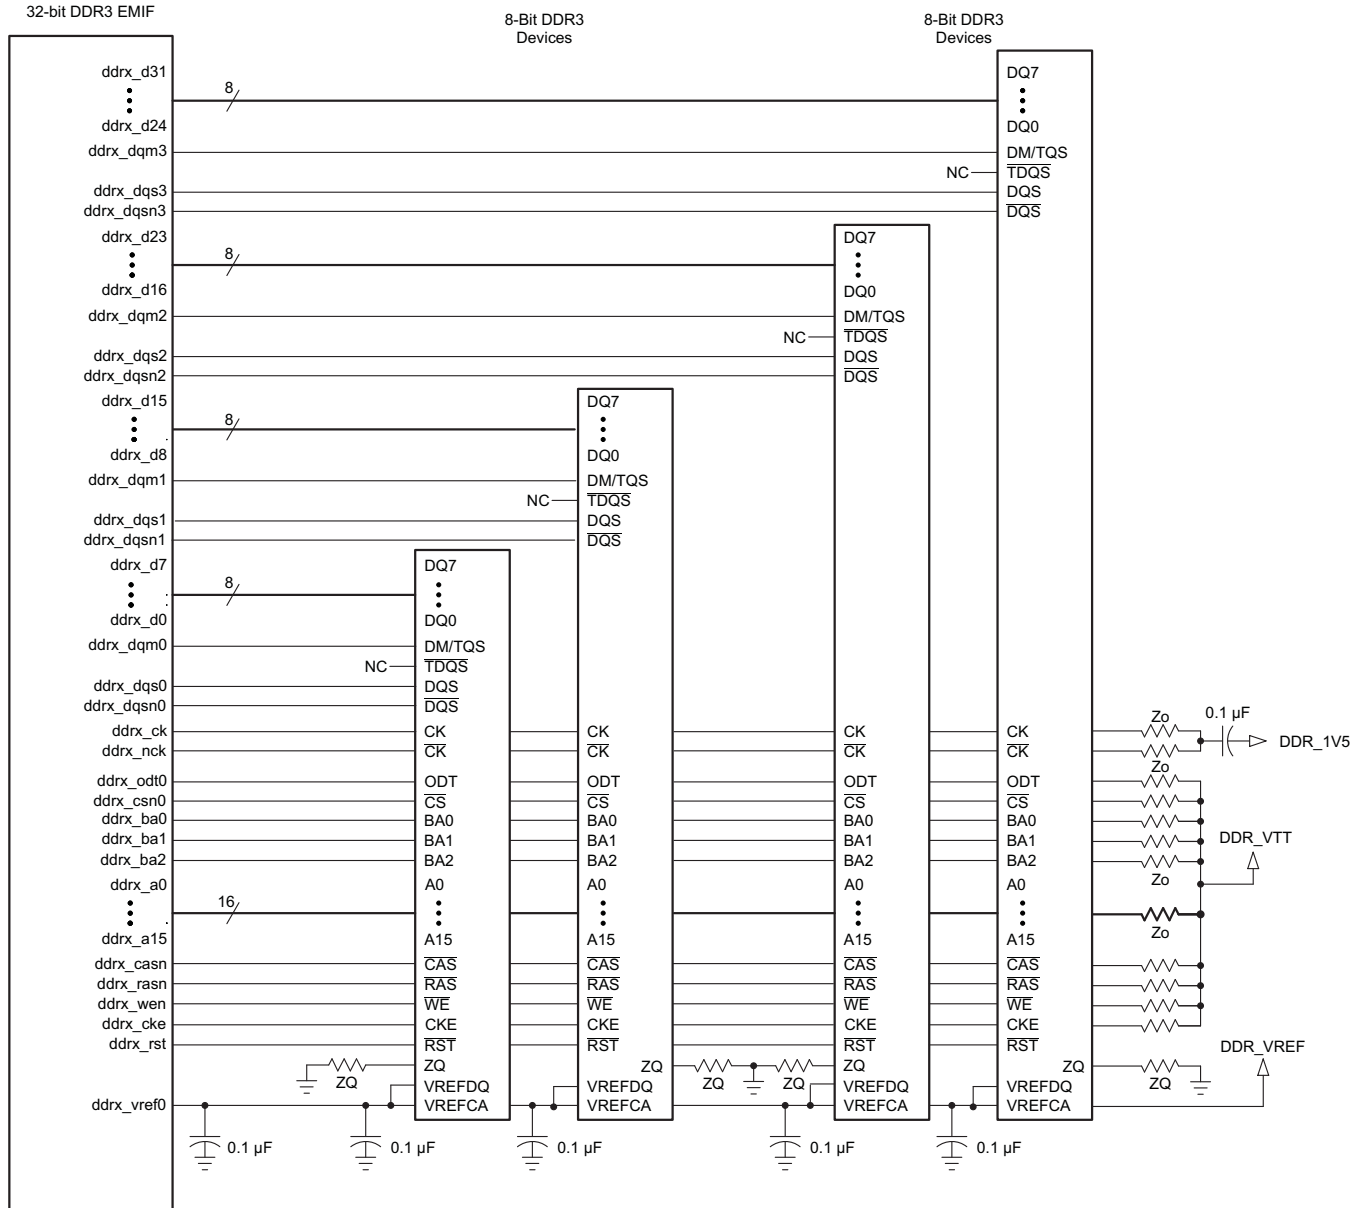 32-bit DDR3 EMIF
8-Bit DDR3
Devices
8-Bit DDR3
Devices
ddrx_d31
8
DQ7
ddrx_d24
DQ0
ddrx_dqm3
DM/TQS
NC
TDQS
ddrx_dqs3
DQS
ddrx_dqsn3
DQS
ddrx_d23
8
DQ7
ddrx_d16
DQ0
ddrx_dqm2
DM/TQS
NC
TDQS
ddrx_dqs2
DQS
ddrx_dqsn2
DQS
ddrx_d15
8
DQ7
ddrx_d8
DQ0
ddrx_dqm1
DM/TQS
NC
TDQS
ddrx_dqs1
DQS
ddrx_dqsn1
DQS
ddrx_d7
8
DQ7
ddrx_d0
DQ0
ddrx_dqm0
DM/TQS
NC
TDQS
ddrx_dqs0
DQS
ddrx_dqsn0
DQS
Zo 0.1 µF
ddrx_ck CK CK CK CK
DDR_1V5
ddrx_nck CK CK CK CK
Zo
ddrx_odt0 ODT ODT ODT ODT
ddrx_csn0 CS CS CS CS
ddrx_ba0 BA0 BA0 BA0 BA0
ddrx_ba1 BA1 BA1 BA1 BA1
DDR_VTT
ddrx_ba2 BA2 BA2 BA2 BA2
Zo
ddrx_a0 A0 A0 A0 A0
16
Zo
ddrx_a15 A15 A15 A15 A15
ddrx_casn CAS CAS CAS CAS
ddrx_rasn RAS RAS RAS RAS
ddrx_wen WE WE WE WE
ddrx_cke CKE CKE CKE CKE
ddrx_rst RST RST RST RST
DDR_VREF
ZQ ZQ ZQ ZQ
ZQ ZQ ZQ ZQ
VREFDQ VREFDQ VREFDQ VREFDQ
ddrx_vref0 VREFCA VREFCA VREFCA VREFCA
0.1 µF 0.1 µF 0.1 µF 0.1 µF 0.1 µF